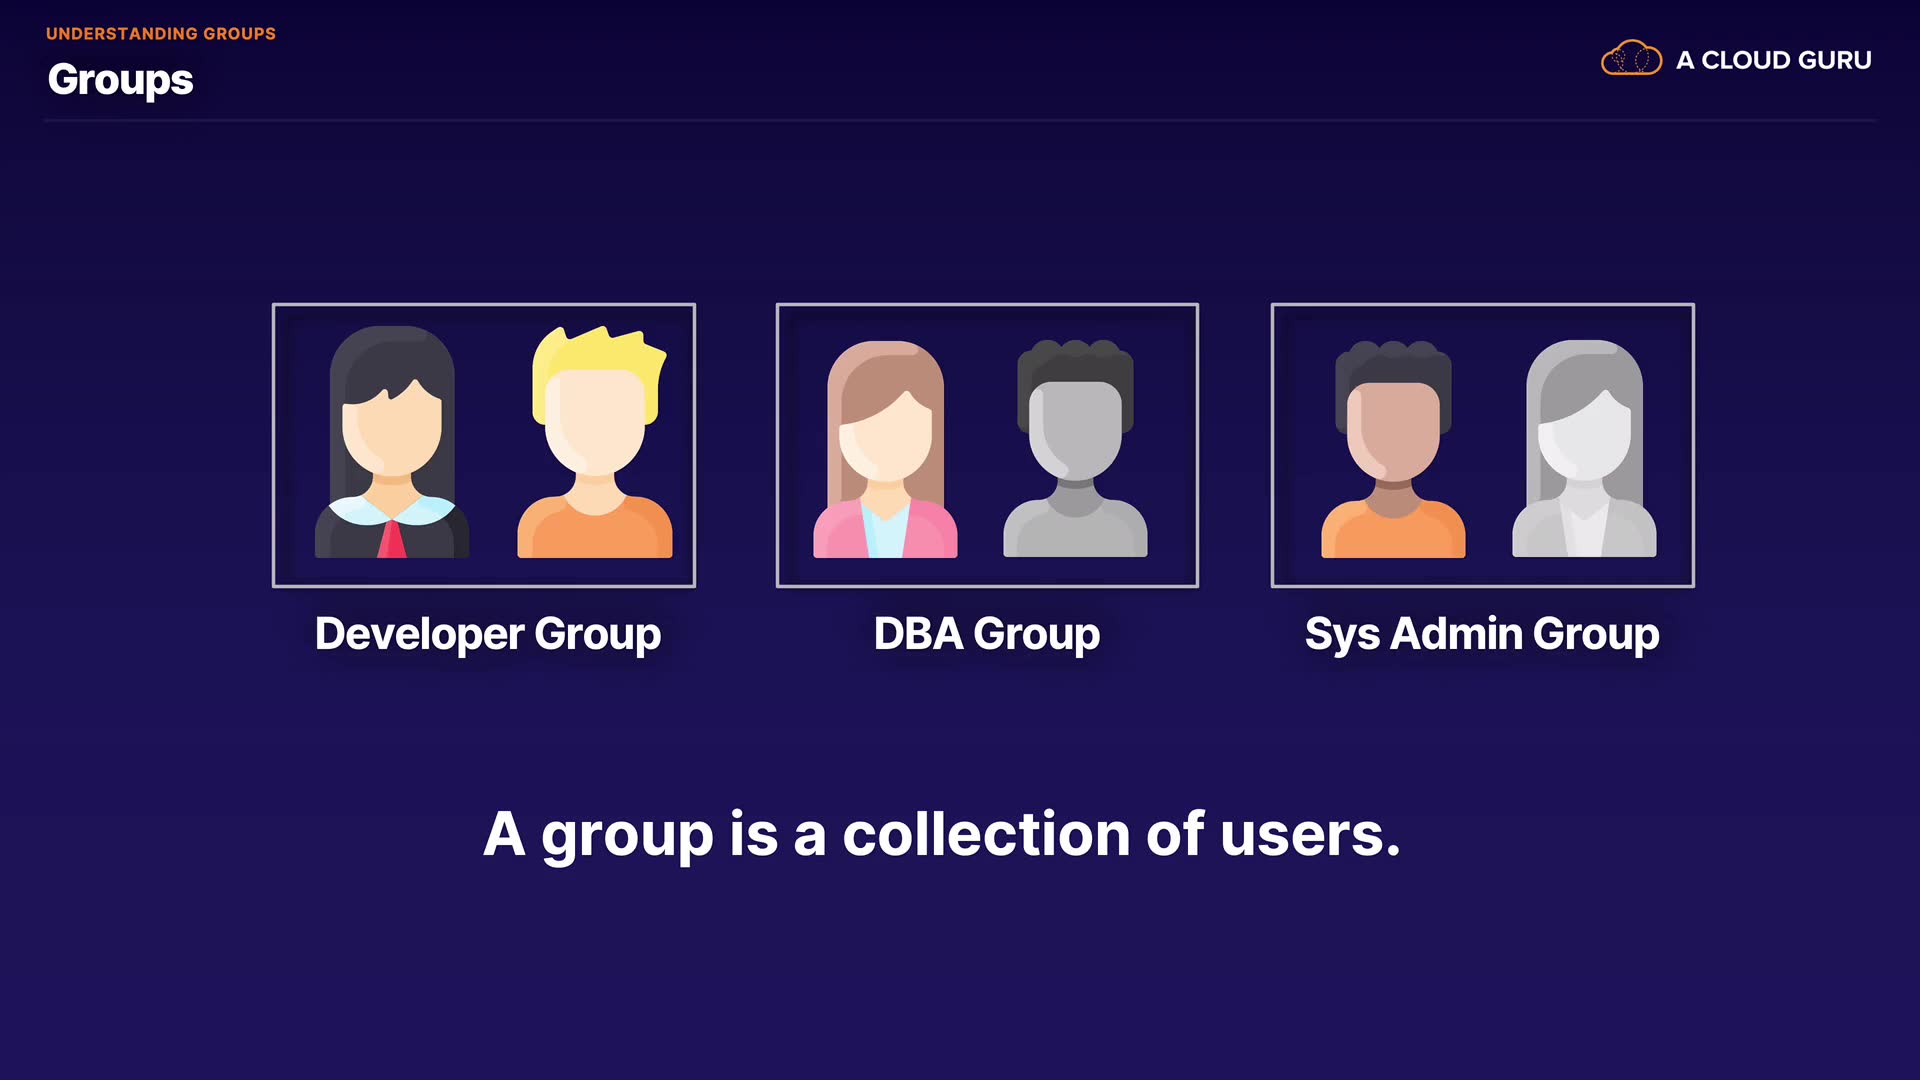 UNDERSTANDING GROUPS
Groups
A CLOUD GURU
Developer Group
DBA Group
Sys Admin Group
A group is a collection of users.